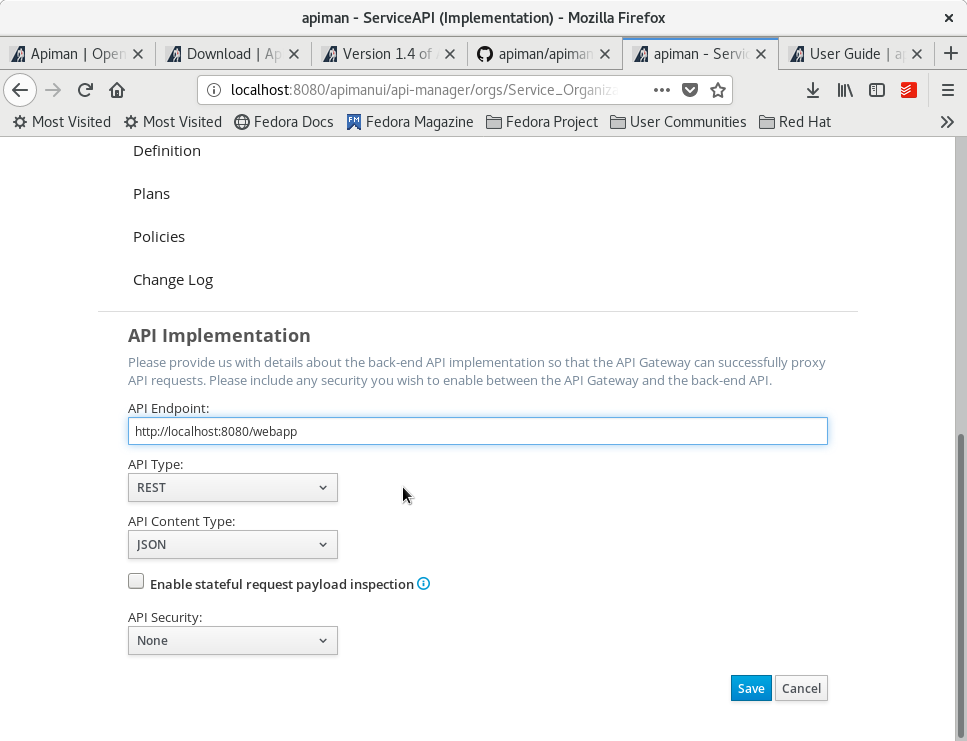 apiman - ServiceAPI (Implementation) - Mozilla Firefox
Apiman | Open
Download | Ap
Version 1.4 of
apiman/apiman
apiman - Servic
User Guide | a
localhost:8080/apimanui/api-manager/orgs/Service_Organiza
Most Visited
Most Visited
Fedora Docs
FM
Fedora Magazine
Fedora Project
User Communities
Red Hat
Definition
Plans
Policies
Change Log
API Implementation
Please provide us with details about the back-end API implementation so that the API Gateway can successfully proxy
API requests. Please include any security you wish to enable between the API Gateway and the back-end API.
API Endpoint:
http://localhost:8080/webapp
API Type:
REST
API Content Type:
JSON
Enable stateful request payload inspection
API Security:
None
Save
Cancel